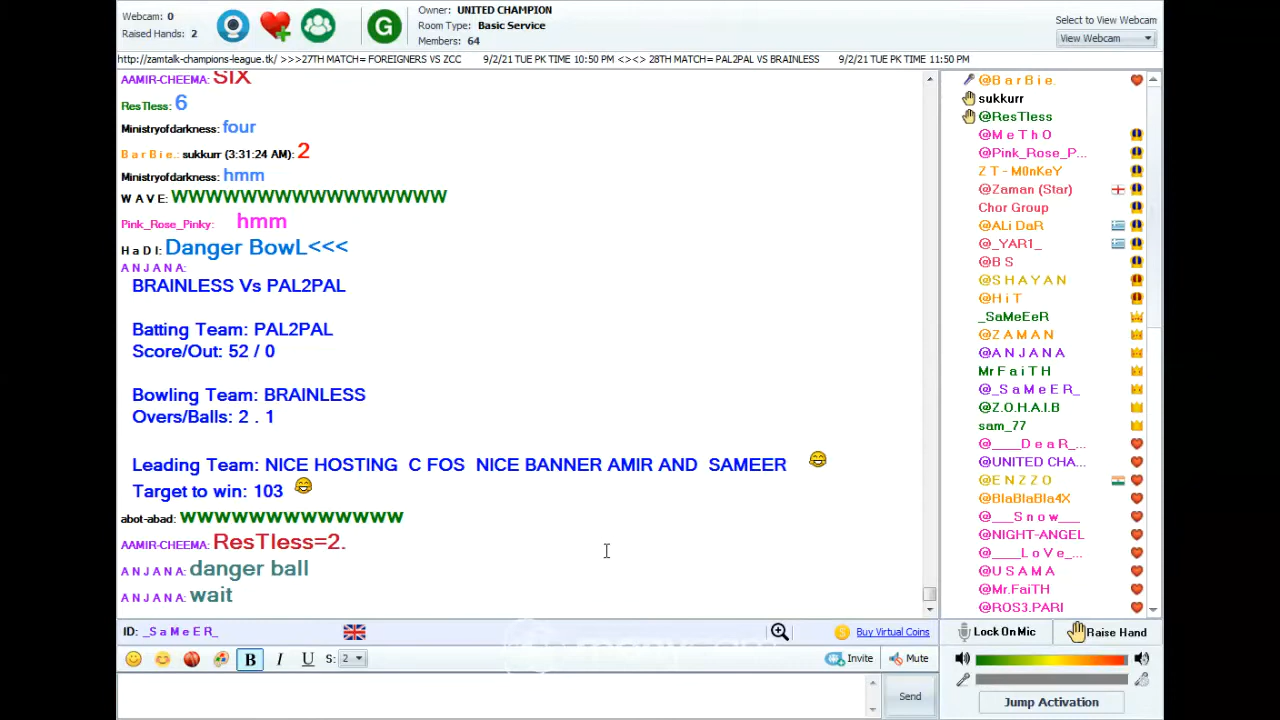 Webcam: 0
Raised Hands: 2
G
Owner: UNITED CHAMPION
Room Type: Basic Service
Members: 64
Select to View Webcam
View Webcam
http://zamtalk-champions-league.tk/ >>>27TH MATCH= FOREIGNERS VS ZCC 9/2/21 TUE PK TIME 10:50 PM <><> 28TH MATCH= PAL2PAL VS BRAINLESS 9/2/21 TUE PK TIME 11:50 PM
AAMIR-CHEEMA: SIX
ResTless: 6
Ministryofdarkness: four
B a r B i e .: sukkurr (3:31:24 AM): 2
Ministryofdarkness: hmm
W A V E: WWWWWWWWWWWWWWWW
Pink_Rose_Pinky: hmm
H a D I: Danger BowL<<<
A N J A N A:
BRAINLESS Vs PAL2PAL
Batting Team: PAL2PAL
Score/Out: 52 / 0
Bowling Team: BRAINLESS
Overs/Balls: 2 . 1
Leading Team: NICE HOSTING C FOS NICE BANNER AMIR AND SAMEER
Target to win: 103
abot-abad: WWWWWWWWWWWWW
AAMIR-CHEEMA: ResTless=2.
A N J A N A: danger ball
A N J A N A: wait
@B a r B i e .
sukkurr
@ResTless
@M e T h O
@Pink_Rose_P...
Z T - M0nKeY
@Zaman (Star)
Chor Group
@ALi DaR
@_YAR1_
@B S
@S H A Y A N
@H i T
_SaMeEeR
@Z A M A N
@A N J A N A
Mr F a i T H
@_S a M e E R_
@Z.O.H.A.I.B
sam_77
@____D e a R_...
@UNITED CHA...
@E N Z Z O
@BlaBlaBla4X
@___S n o w___
@NIGHT-ANGEL
@____L o V e_...
@U S A M A
@Mr.FaiTH
@ROS3.PARI
ID: _S a M e E R_
Buy Virtual Coins
Lock On Mic
Raise Hand
B I U S: 2
Invite
Mute
Send
Jump Activation